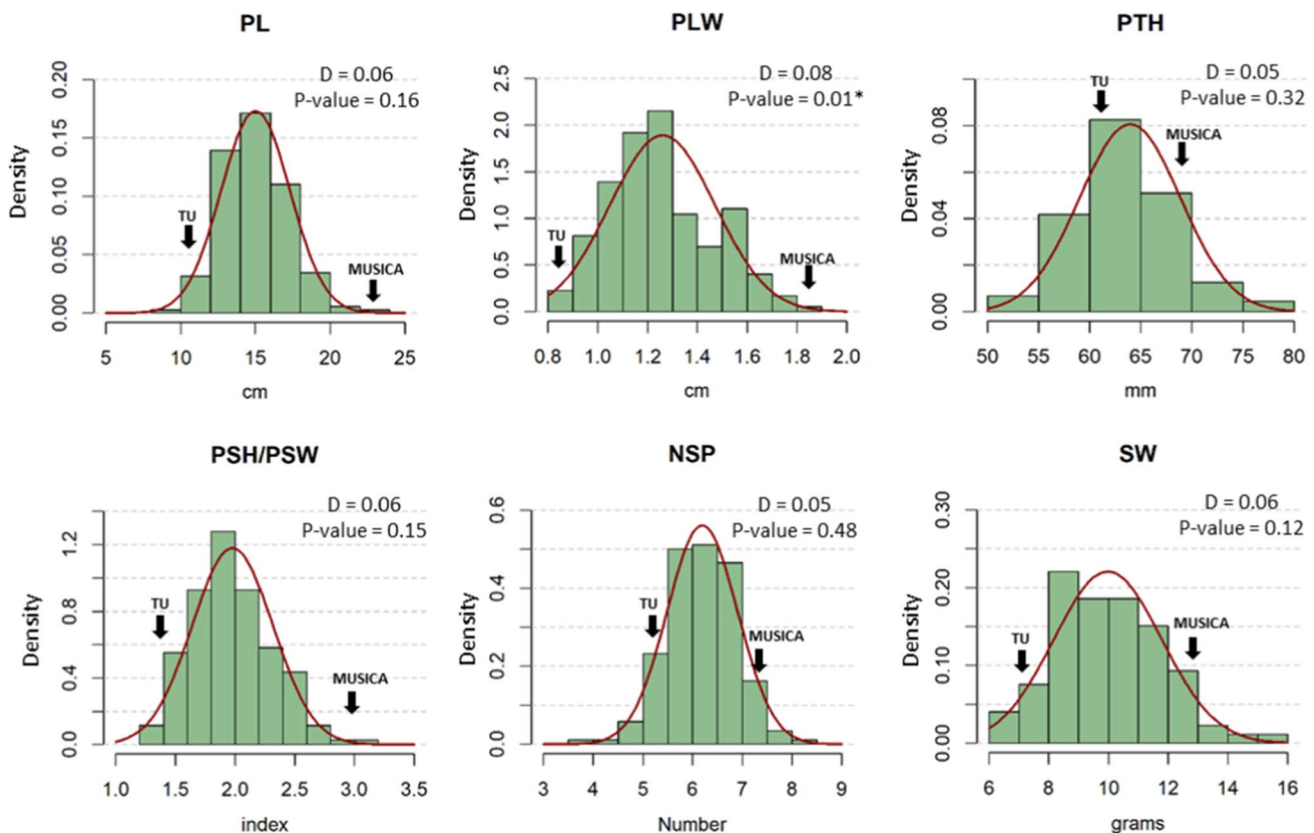 PL
D = 0.06
P-value = 0.16
Density
0.00 0.05 0.10 0.15 0.20
TU
MUSICA
5 10 15 20 25
cm
PLW
D = 0.08
P-value = 0.01*
Density
0.0 0.5 1.0 1.5 2.0 2.5
TU
MUSICA
0.8 1.0 1.2 1.4 1.6 1.8 2.0
cm
PTH
D = 0.05
P-value = 0.32
Density
0.00 0.04 0.08
TU
MUSICA
50 55 60 65 70 75 80
mm
PSH/PSW
D = 0.06
P-value = 0.15
Density
0.0 0.4 0.8 1.2
TU
MUSICA
1.0 1.5 2.0 2.5 3.0 3.5
index
NSP
D = 0.05
P-value = 0.48
Density
0.0 0.2 0.4 0.6
TU
MUSICA
3 4 5 6 7 8 9
Number
SW
D = 0.06
P-value = 0.12
Density
0.00 0.10 0.20 0.30
TU
MUSICA
6 8 10 12 14 16
grams